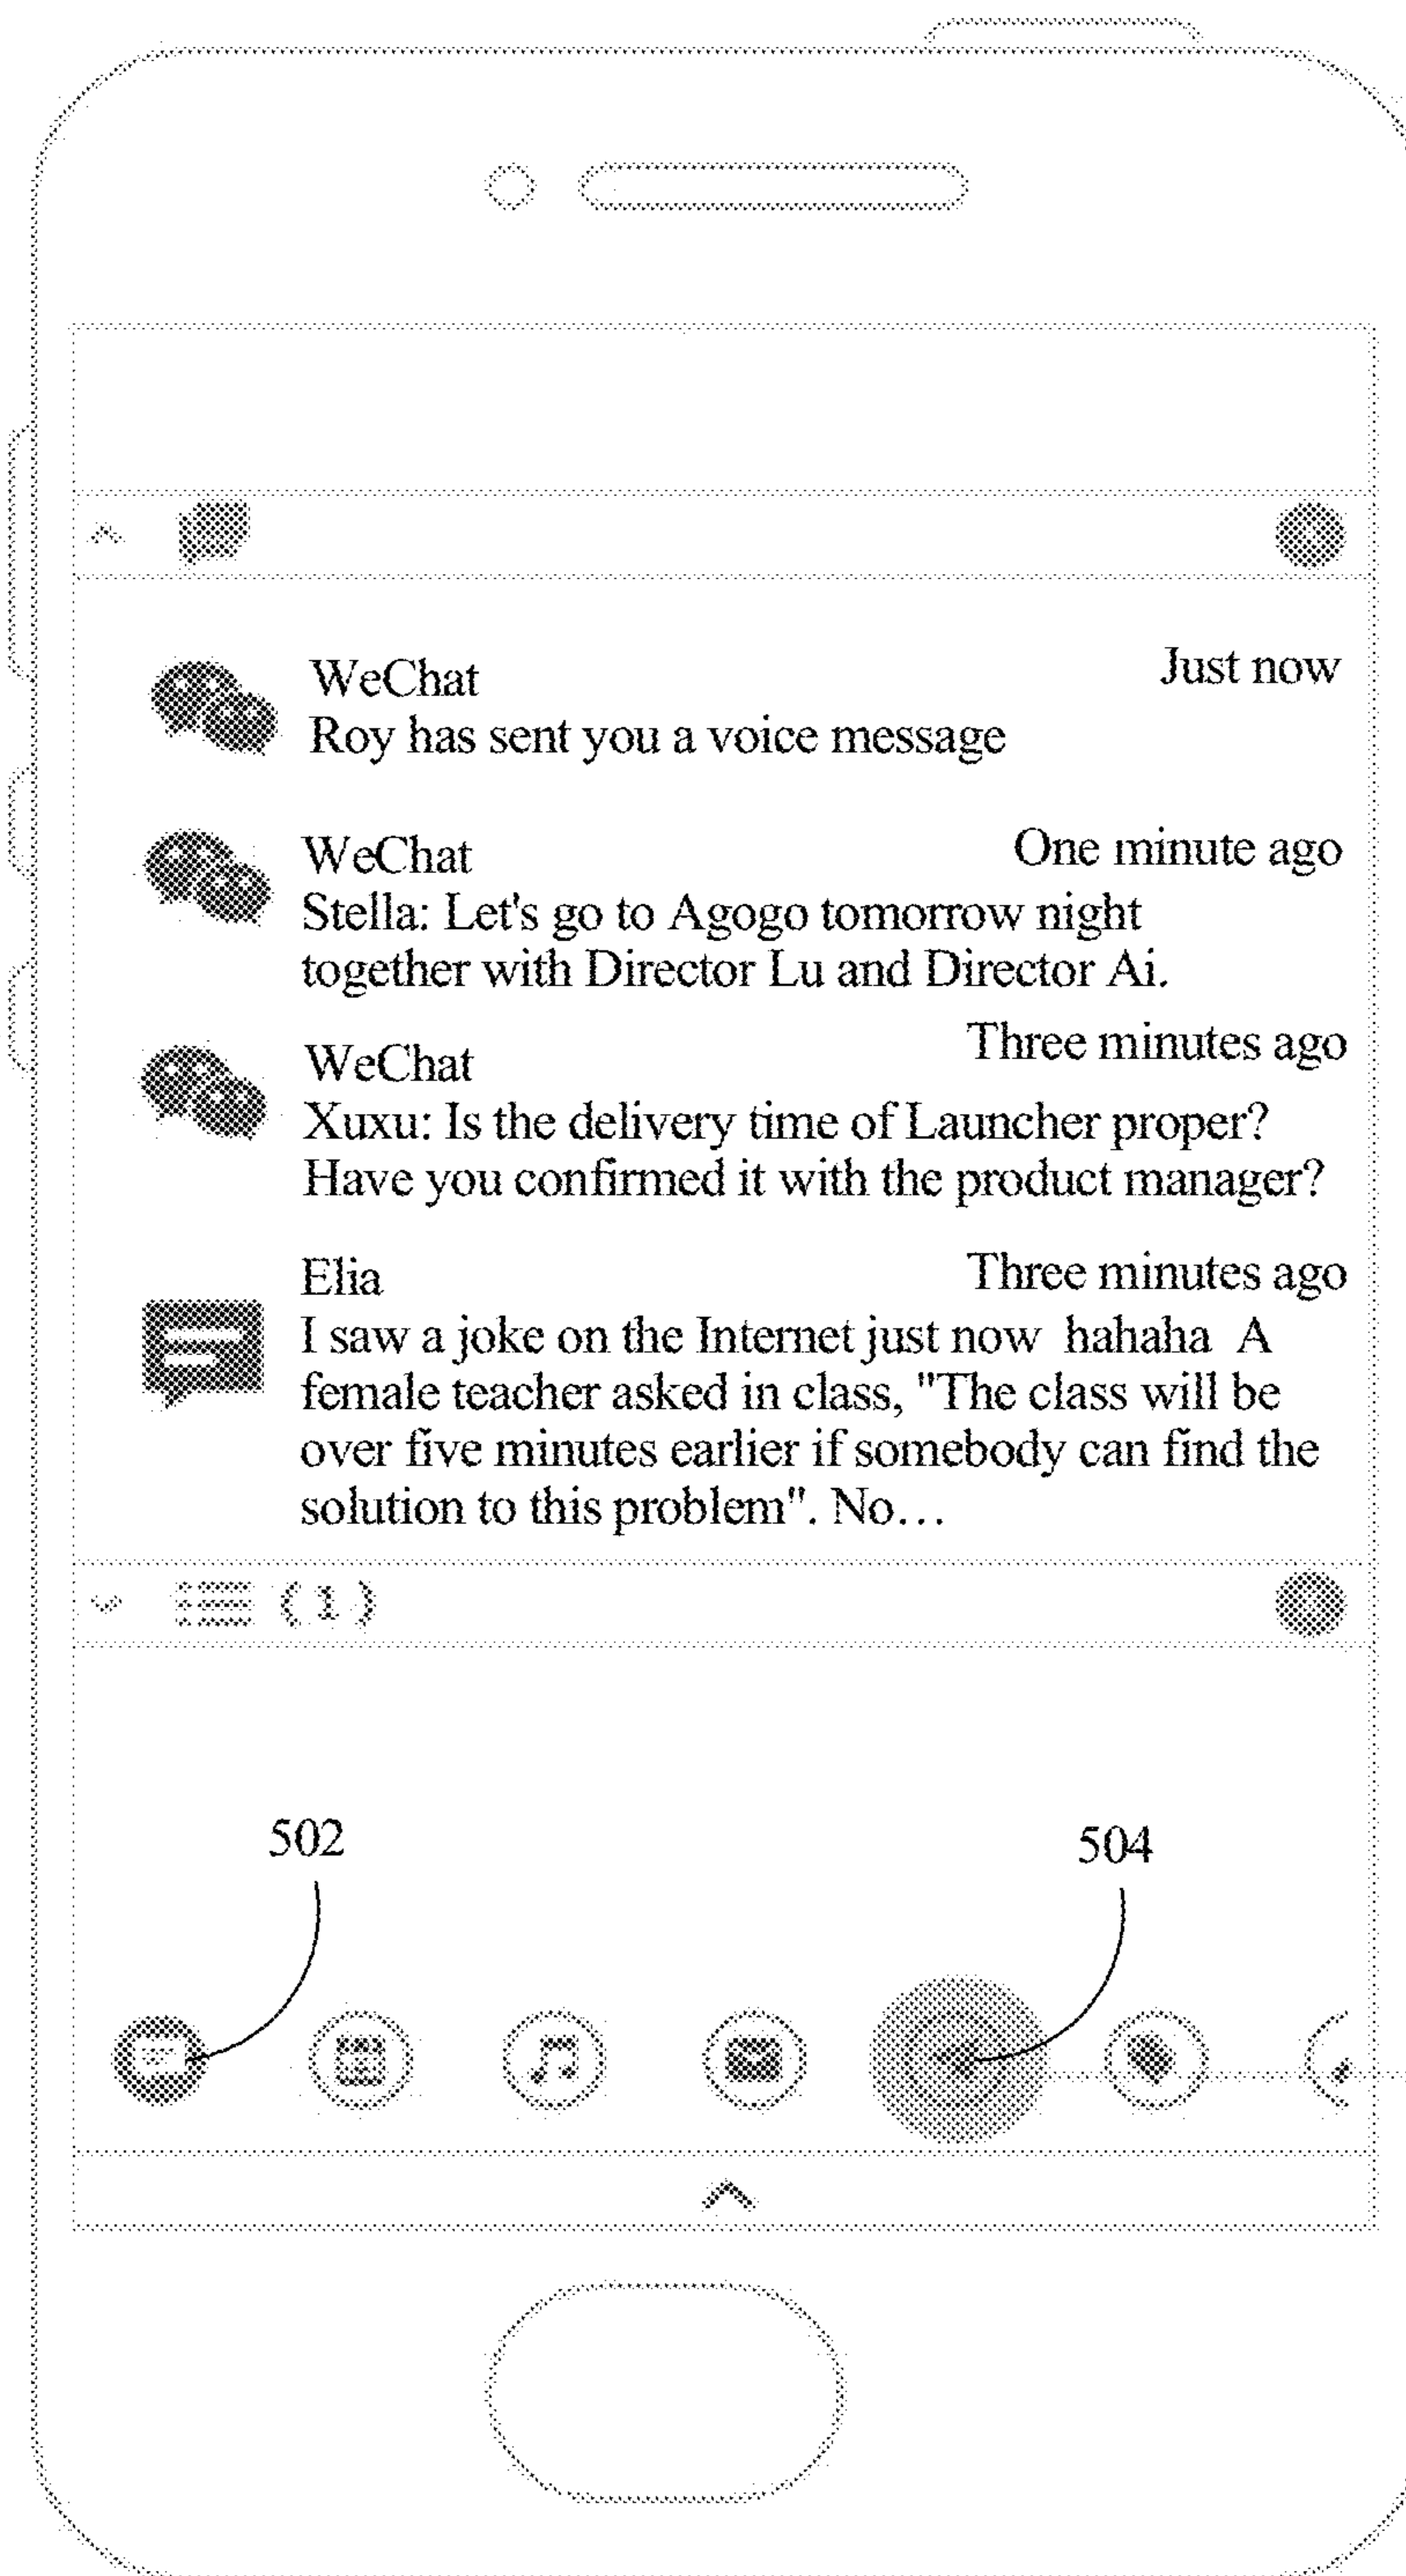 WeChat
Just now
Roy has sent you a voice message
WeChat
One minute ago
Stella: Let's go to Agogo tomorrow night
together with Director Lu and Director Ai.
WeChat
Three minutes ago
Xuxu: Is the delivery time of Launcher proper?
Have you confirmed it with the product manager?
Elia
Three minutes ago
I saw a joke on the Internet just now hahaha A
female teacher asked in class, "The class will be
over five minutes earlier if somebody can find the
solution to this problem". No…
(1)
502
504